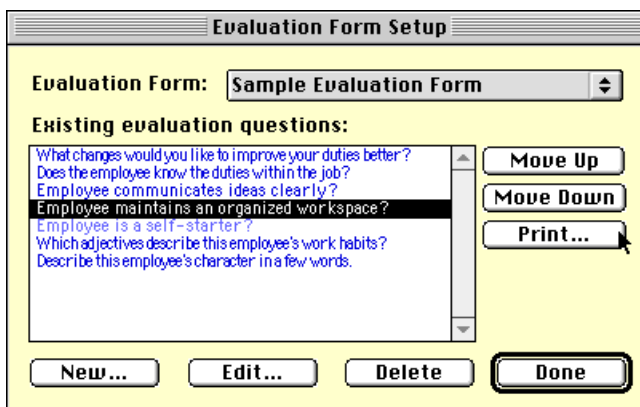 Evaluation Form Setup
Evaluation Form: Sample Evaluation Form
Existing evaluation questions:
What changes would you like to improve your duties better?
Does the employee know the duties within the job?
Employee communicates ideas clearly?
Employee maintains an organized workspace?
Employee is a self-starter?
Which adjectives describe this employee's work habits?
Describe this employee's character in a few words.
Move Up
Move Down
Print...
New... Edit... Delete Done